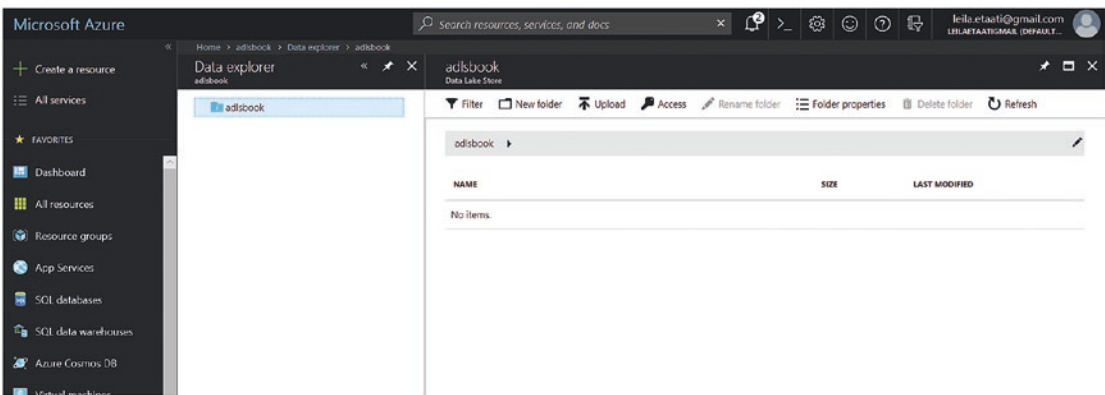 Microsoft Azure
Search resources, services, and docs
2
leila.etaati@gmail.com
LEILAETAATIGMAIL (DEFAULT...
Home > adlsbook > Data explorer > adlsbook
Create a resource
All services
FAVORITES
Dashboard
All resources
Resource groups
App Services
SQL databases
SQL data warehouses
Azure Cosmos DB
Virtual machines
Data explorer
adlsbook
adlsbook
adlsbook
Data Lake Store
Filter New folder Upload Access Rename folder Folder properties Delete folder Refresh
adlsbook
NAME SIZE LAST MODIFIED
No items.